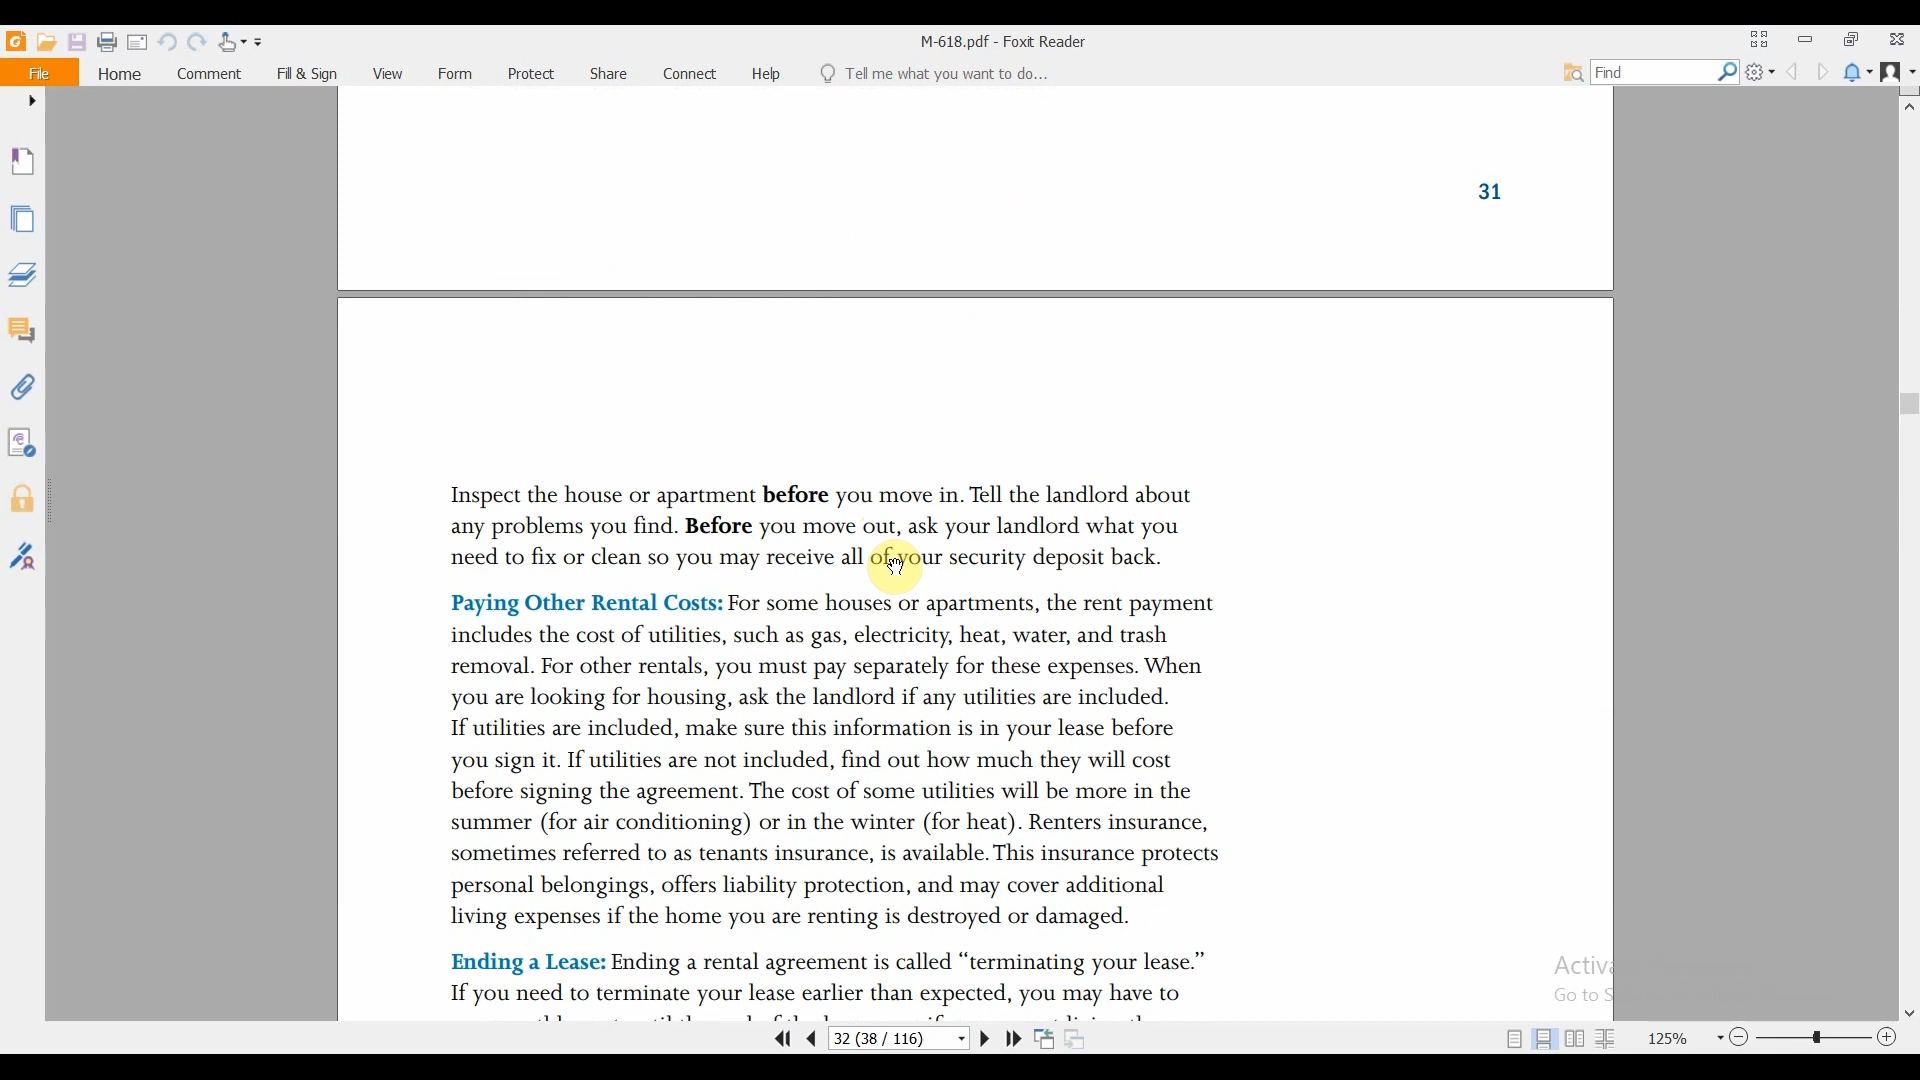 M-618.pdf - Foxit Reader
File Home Comment Fill & Sign View Form Protect Share Connect Help Tell me what you want to do... Find
31
Inspect the house or apartment before you move in. Tell the landlord about
any problems you find. Before you move out, ask your landlord what you
need to fix or clean so you may receive all of your security deposit back.
Paying Other Rental Costs: For some houses or apartments, the rent payment
includes the cost of utilities, such as gas, electricity, heat, water, and trash
removal. For other rentals, you must pay separately for these expenses. When
you are looking for housing, ask the landlord if any utilities are included.
If utilities are included, make sure this information is in your lease before
you sign it. If utilities are not included, find out how much they will cost
before signing the agreement. The cost of some utilities will be more in the
summer (for air conditioning) or in the winter (for heat). Renters insurance,
sometimes referred to as tenants insurance, is available. This insurance protects
personal belongings, offers liability protection, and may cover additional
living expenses if the home you are renting is destroyed or damaged.
Ending a Lease: Ending a rental agreement is called “terminating your lease.”
If you need to terminate your lease earlier than expected, you may have to
Activa
Go to S
32 (38 / 116)
125%